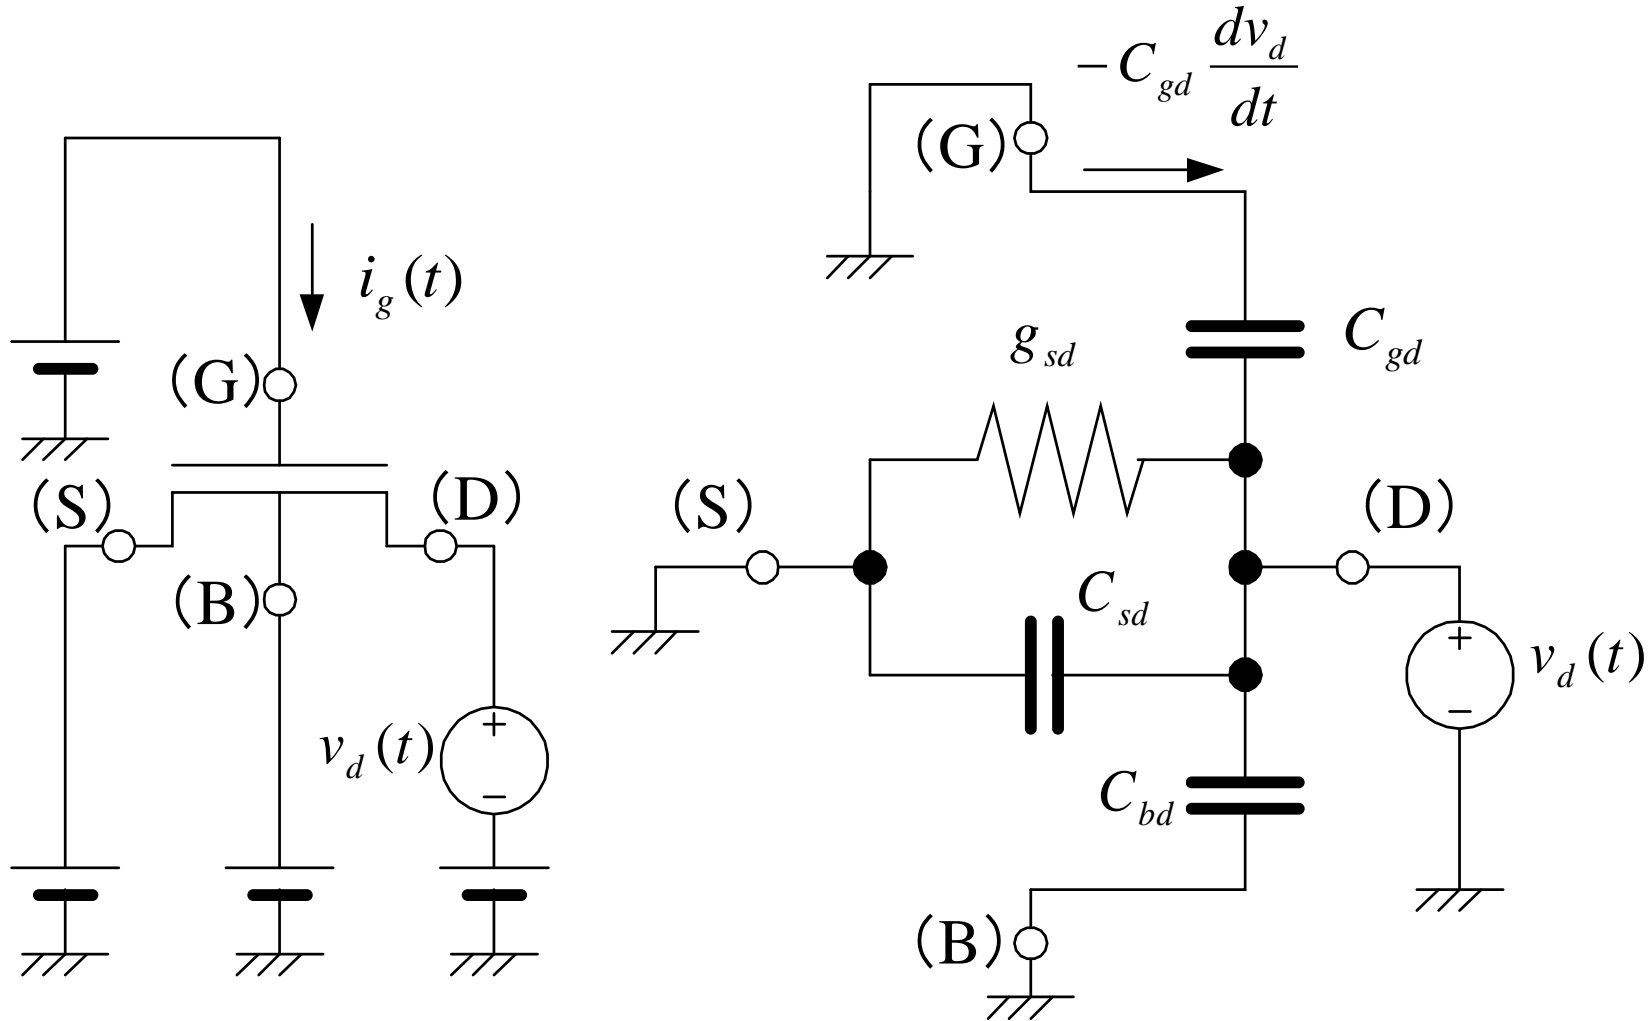 (G)
i_g(t)
(S)
(D)
(B)
v_d(t)
+
−
−C_gd dv_d/dt
(G)
C_gd
g_sd
(S)
(D)
C_sd
v_d(t)
+
−
C_bd
(B)